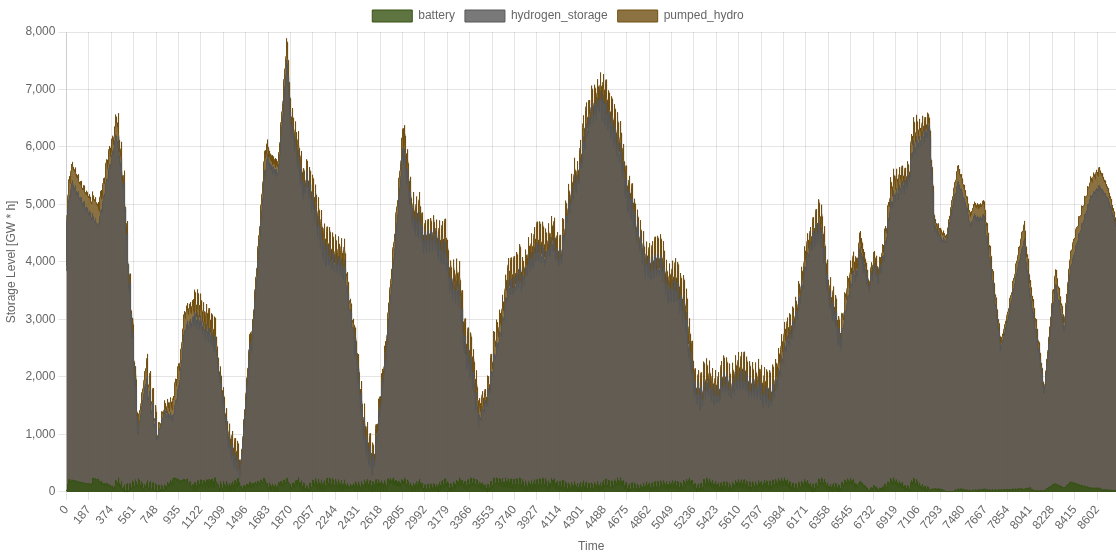 battery hydrogen_storage pumped_hydro
Storage Level [GW * h]
8,000
7,000
6,000
5,000
4,000
3,000
2,000
1,000
0
0 187 374 561 748 935 1122 1309 1496 1683 1870 2057 2244 2431 2618 2805 2992 3179 3366 3553 3740 3927 4114 4301 4488 4675 4862 5049 5236 5423 5610 5797 5984 6171 6358 6545 6732 6919 7106 7293 7480 7667 7854 8041 8228 8415 8602
Time